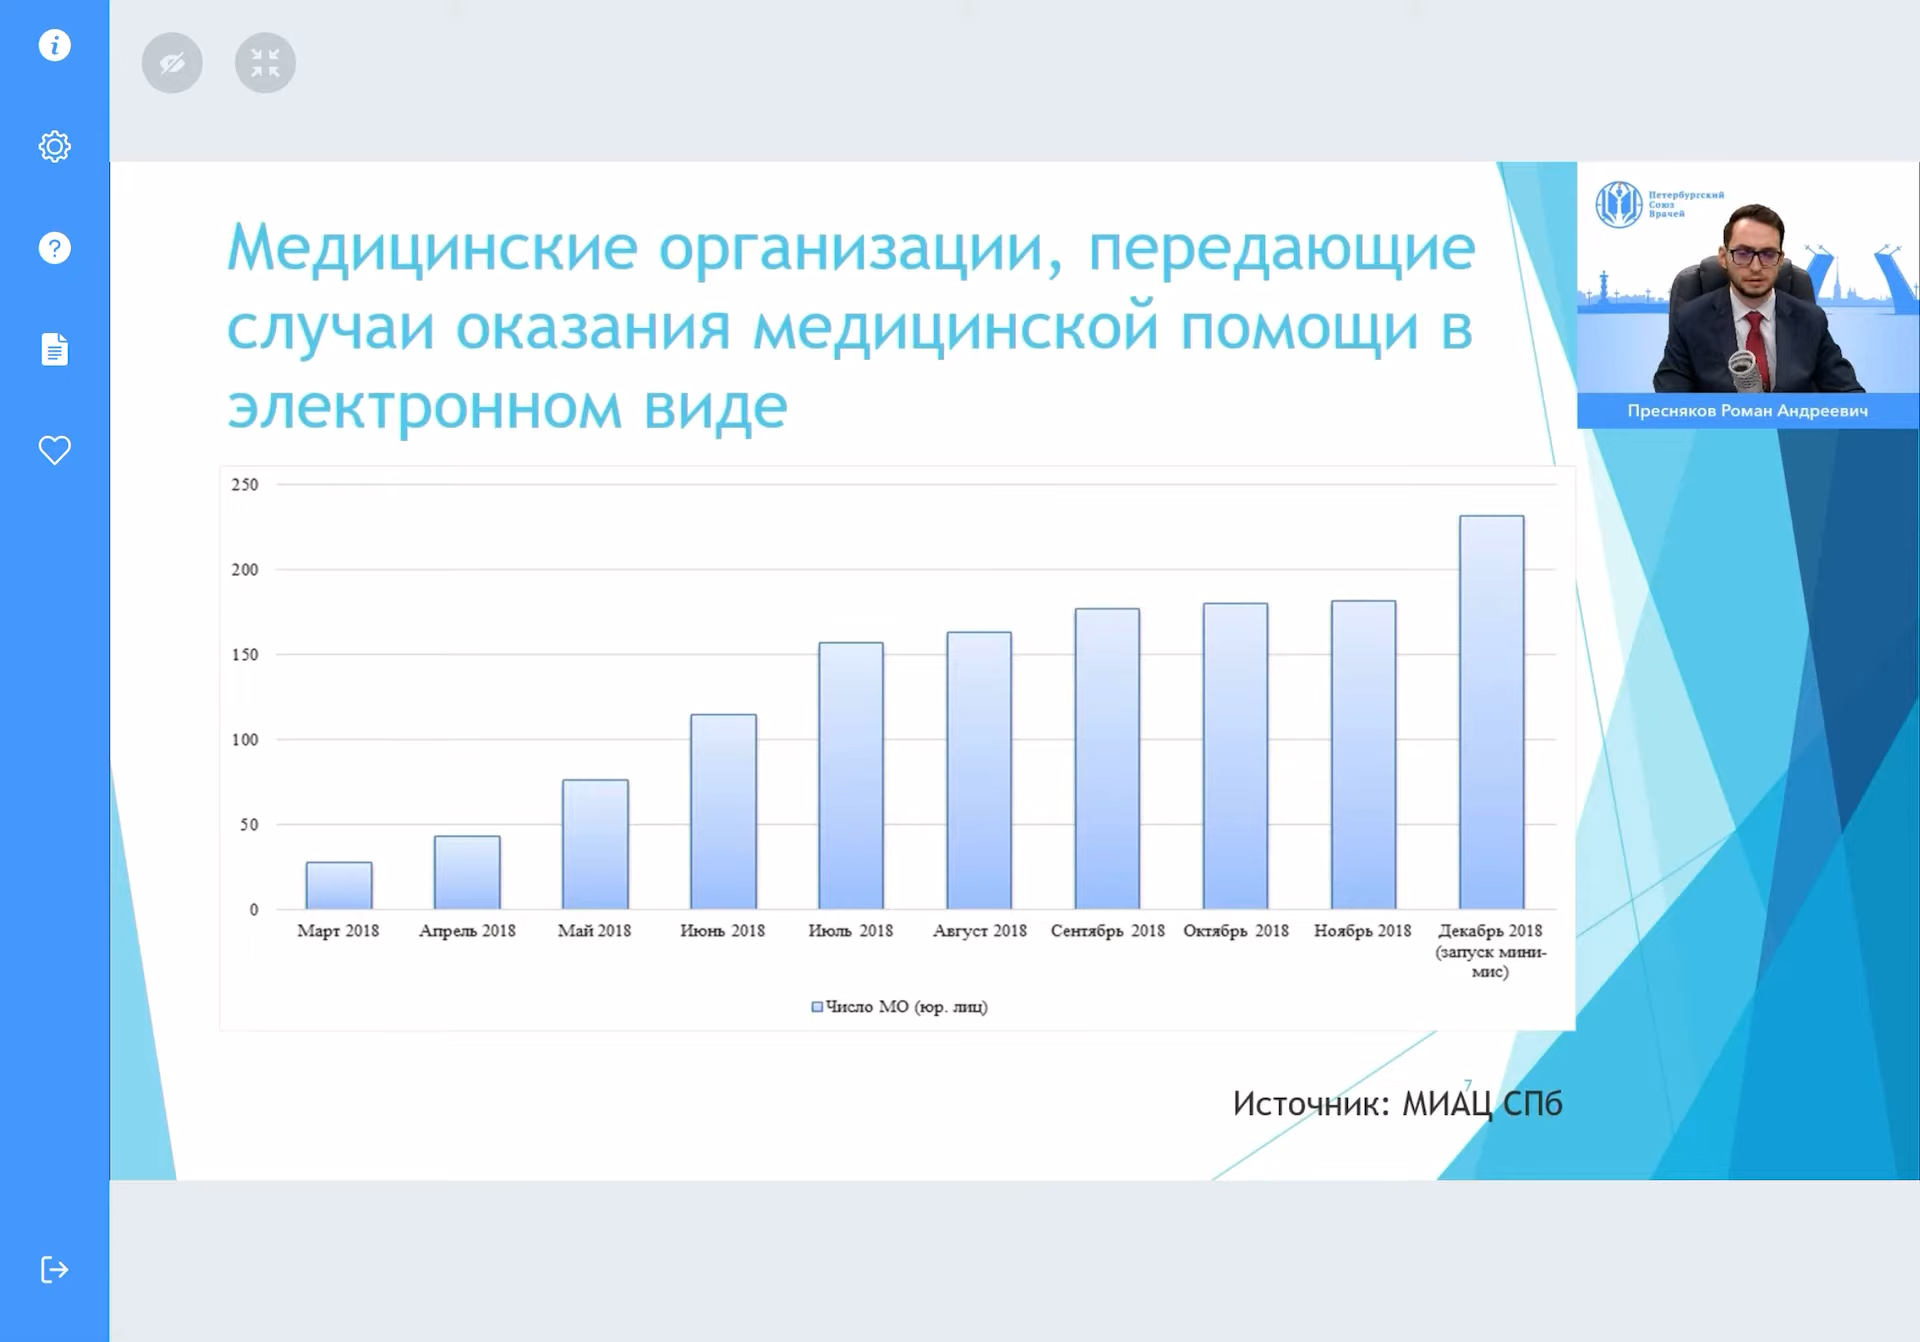 Медицинские организации, передающие
случаи оказания медицинской помощи в
электронном виде
Петербургский
Союз
Врачей
Пресняков Роман Андреевич
250
200
150
100
50
0
Март 2018
Апрель 2018
Май 2018
Июнь 2018
Июль 2018
Август 2018
Сентябрь 2018
Октябрь 2018
Ноябрь 2018
Декабрь 2018
(запуск мини-
мис)
Число МО (юр. лиц)
7
Источник: МИАЦ СПб